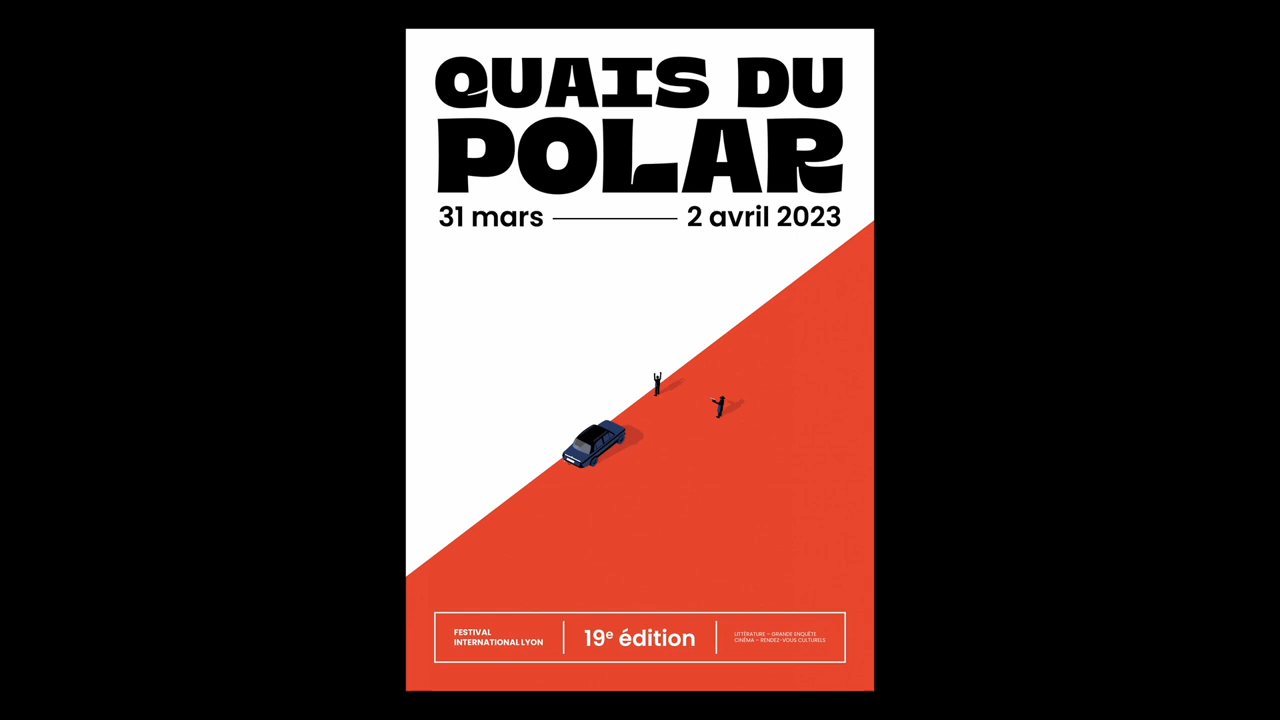 QUAIS DU
POLAR
31 mars
2 avril 2023
FESTIVAL
INTERNATIONAL LYON
19e édition
LITTÉRATURE – GRANDE ENQUÊTE
CINÉMA – RENDEZ-VOUS CULTURELS